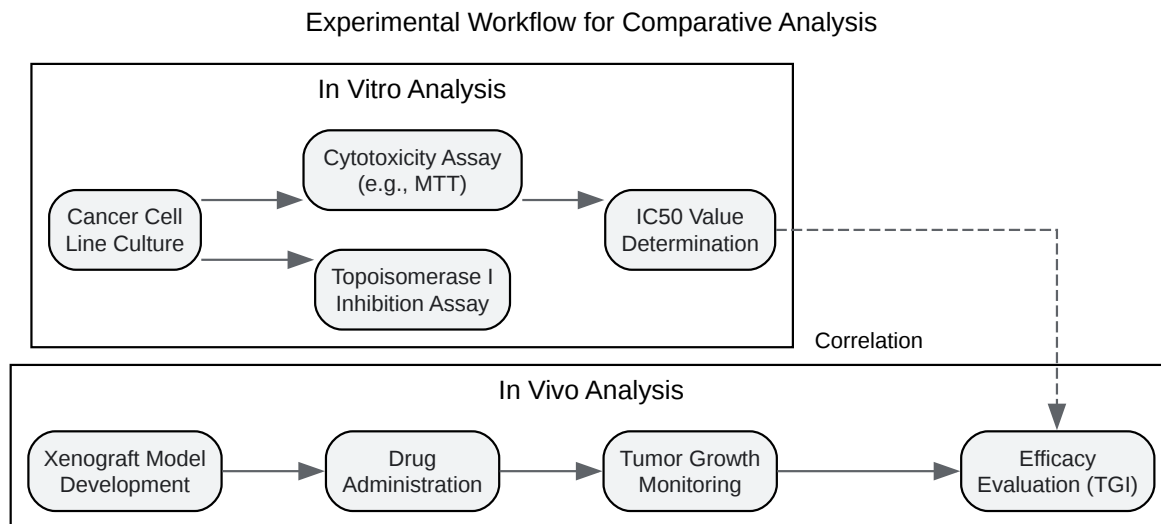 Experimental Workflow for Comparative Analysis
In Vitro Analysis
Cytotoxicity Assay
(e.g., MTT)
Cancer Cell
Line Culture
IC50 Value
Determination
Topoisomerase I
Inhibition Assay
Correlation
In Vivo Analysis
Xenograft Model
Development
Drug
Administration
Tumor Growth
Monitoring
Efficacy
Evaluation (TGI)